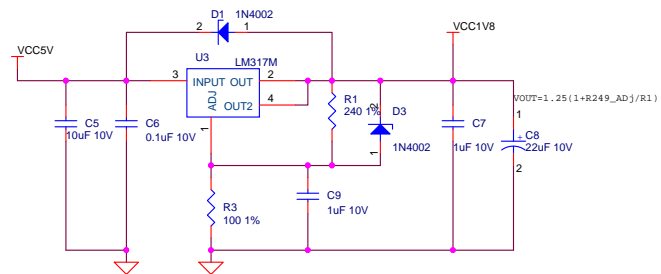 D1
1N4002
2
1
VCC5V
VCC1V8
U3
LM317M
3
INPUT
OUT
2
ADJ
OUT2
4
1
R1
240 1%
2
D3
1
1N4002
VOUT=1.25(1+R249_ADj/R1)
C5
10uF 10V
C6
0.1uF 10V
C7
1uF 10V
1
+
C8
22uF 10V
2
R3
100 1%
C9
1uF 10V